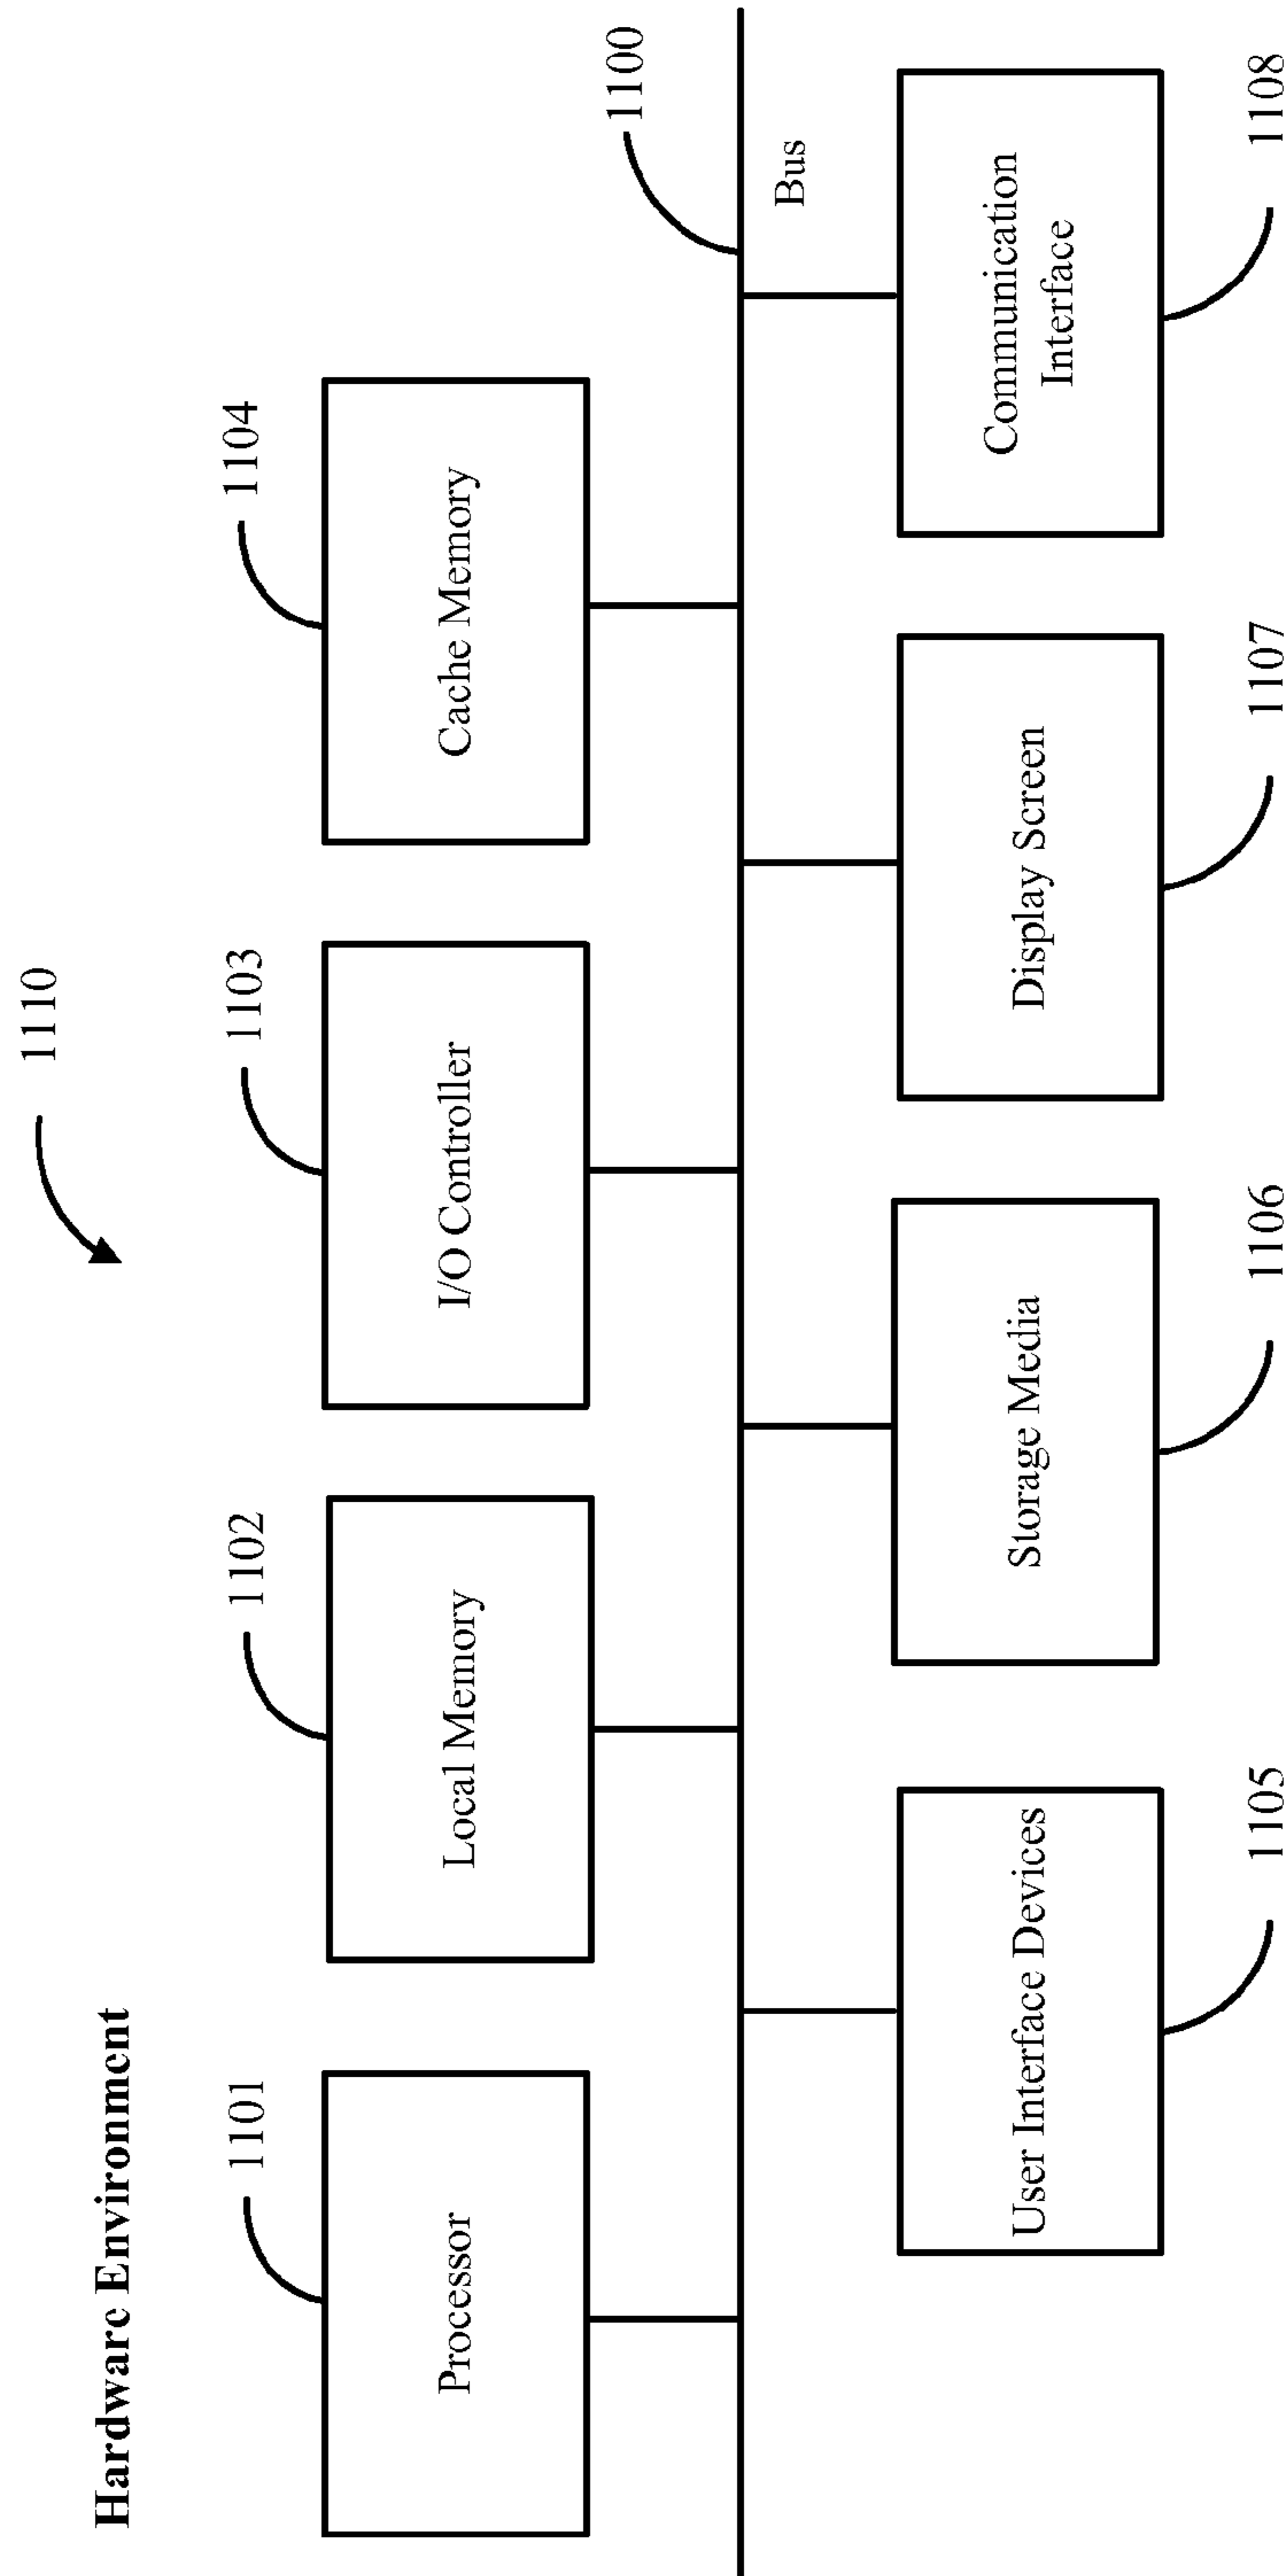 Hardware Environment
1110
1101
1102
1103
1104
Processor
Local Memory
I/O Controller
Cache Memory
1100
Bus
User Interface Devices
Storage Media
Display Screen
Communication
Interface
1105
1106
1107
1108